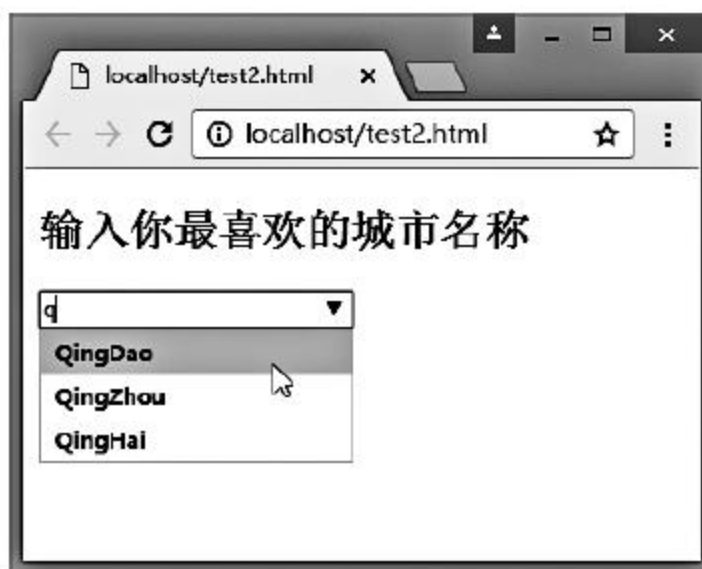 localhost/test2.html
localhost/test2.html
输入你最喜欢的城市名称
q
QingDao
QingZhou
QingHai